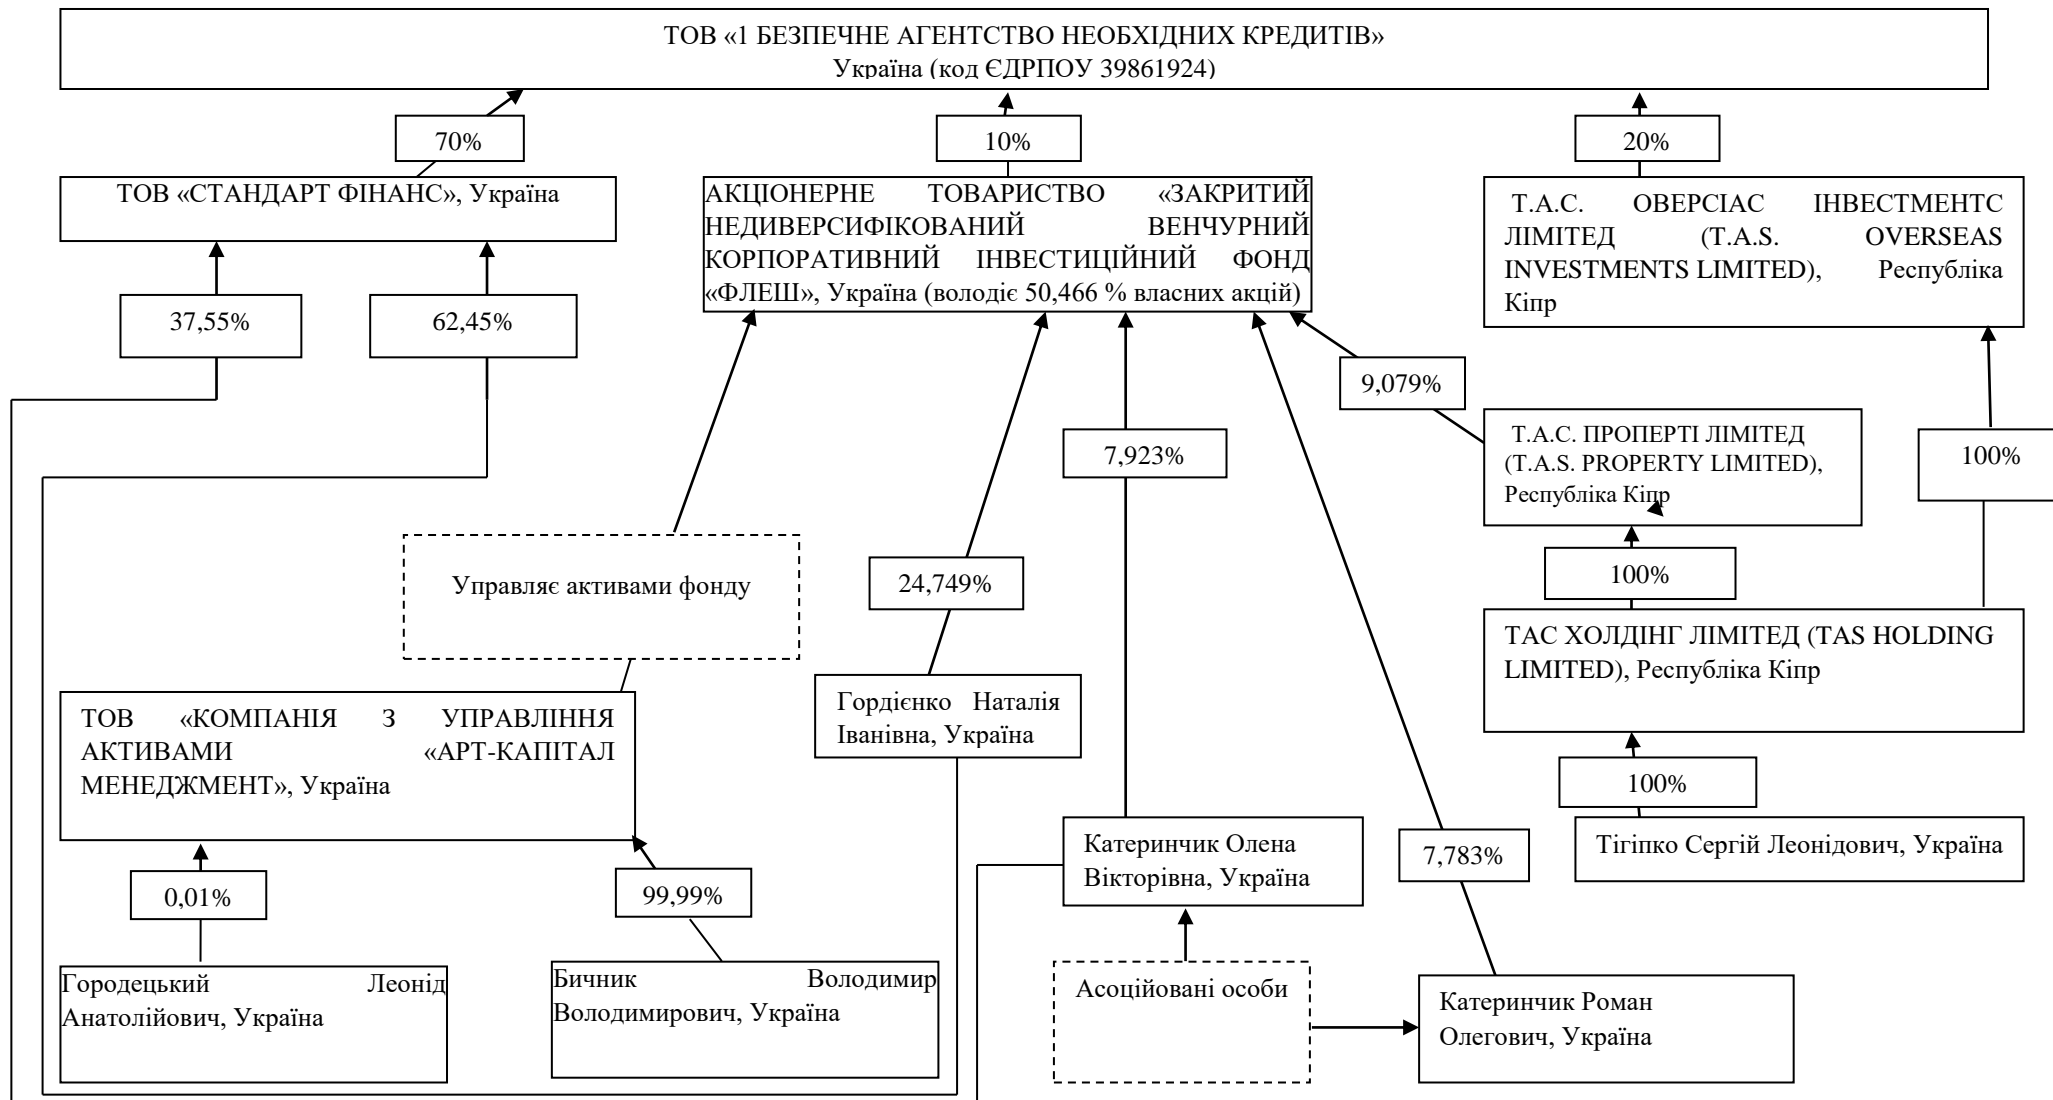 ТОВ «1 БЕЗПЕЧНЕ АГЕНТСТВО НЕОБХІДНИХ КРЕДИТІВ»
Україна (код ЄДРПОУ 39861924)
70%
10%
20%
ТОВ «СТАНДАРТ ФІНАНС», Україна
АКЦІОНЕРНЕ ТОВАРИСТВО «ЗАКРИТИЙ
НЕДИВЕРСИФІКОВАНИЙ ВЕНЧУРНИЙ
КОРПОРАТИВНИЙ ІНВЕСТИЦІЙНИЙ ФОНД
«ФЛЕШ», Україна (володіє 50,466 % власних акцій)
Т.А.С. ОВЕРСІАС ІНВЕСТМЕНТС
ЛІМІТЕД (T.A.S. OVERSEAS
INVESTMENTS LIMITED), Республіка
Кіпр
37,55%
62,45%
9,079%
7,923%
Т.А.С. ПРОПЕРТІ ЛІМІТЕД
(T.A.S. PROPERTY LIMITED),
Республіка Кіпр
100%
Управляє активами фонду
24,749%
100%
ТАС ХОЛДІНГ ЛІМІТЕД (TAS HOLDING
LIMITED), Республіка Кіпр
ТОВ «КОМПАНІЯ З УПРАВЛІННЯ
АКТИВАМИ «АРТ-КАПІТАЛ
МЕНЕДЖМЕНТ», Україна
Гордієнко Наталія
Іванівна, Україна
100%
Катеринчик Олена
Вікторівна, Україна
7,783%
Тігіпко Сергій Леонідович, Україна
0,01%
99,99%
Городецький Леонід
Анатолійович, Україна
Бичник Володимир
Володимирович, Україна
Асоційовані особи
Катеринчик Роман
Олегович, Україна